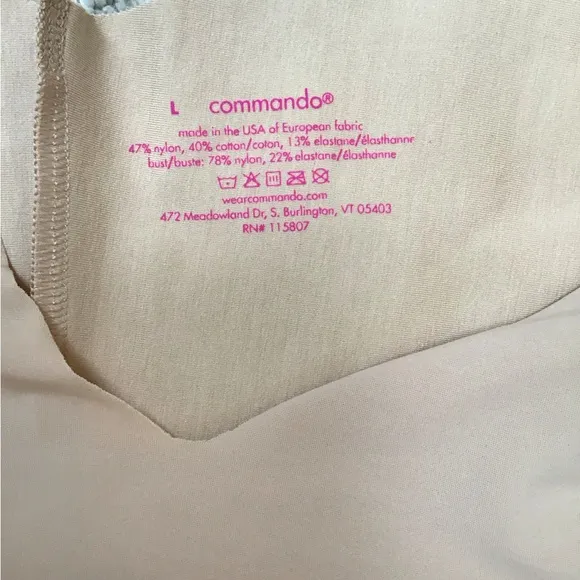 L commando®
made in the USA of European fabric
47% nylon, 40% cotton/coton, 13% elastane/élasthanne
bust/buste: 78% nylon, 22% elastane/élasthanne
wearcommando.com
472 Meadowland Dr, S. Burlington, VT 05403
RN# 115807